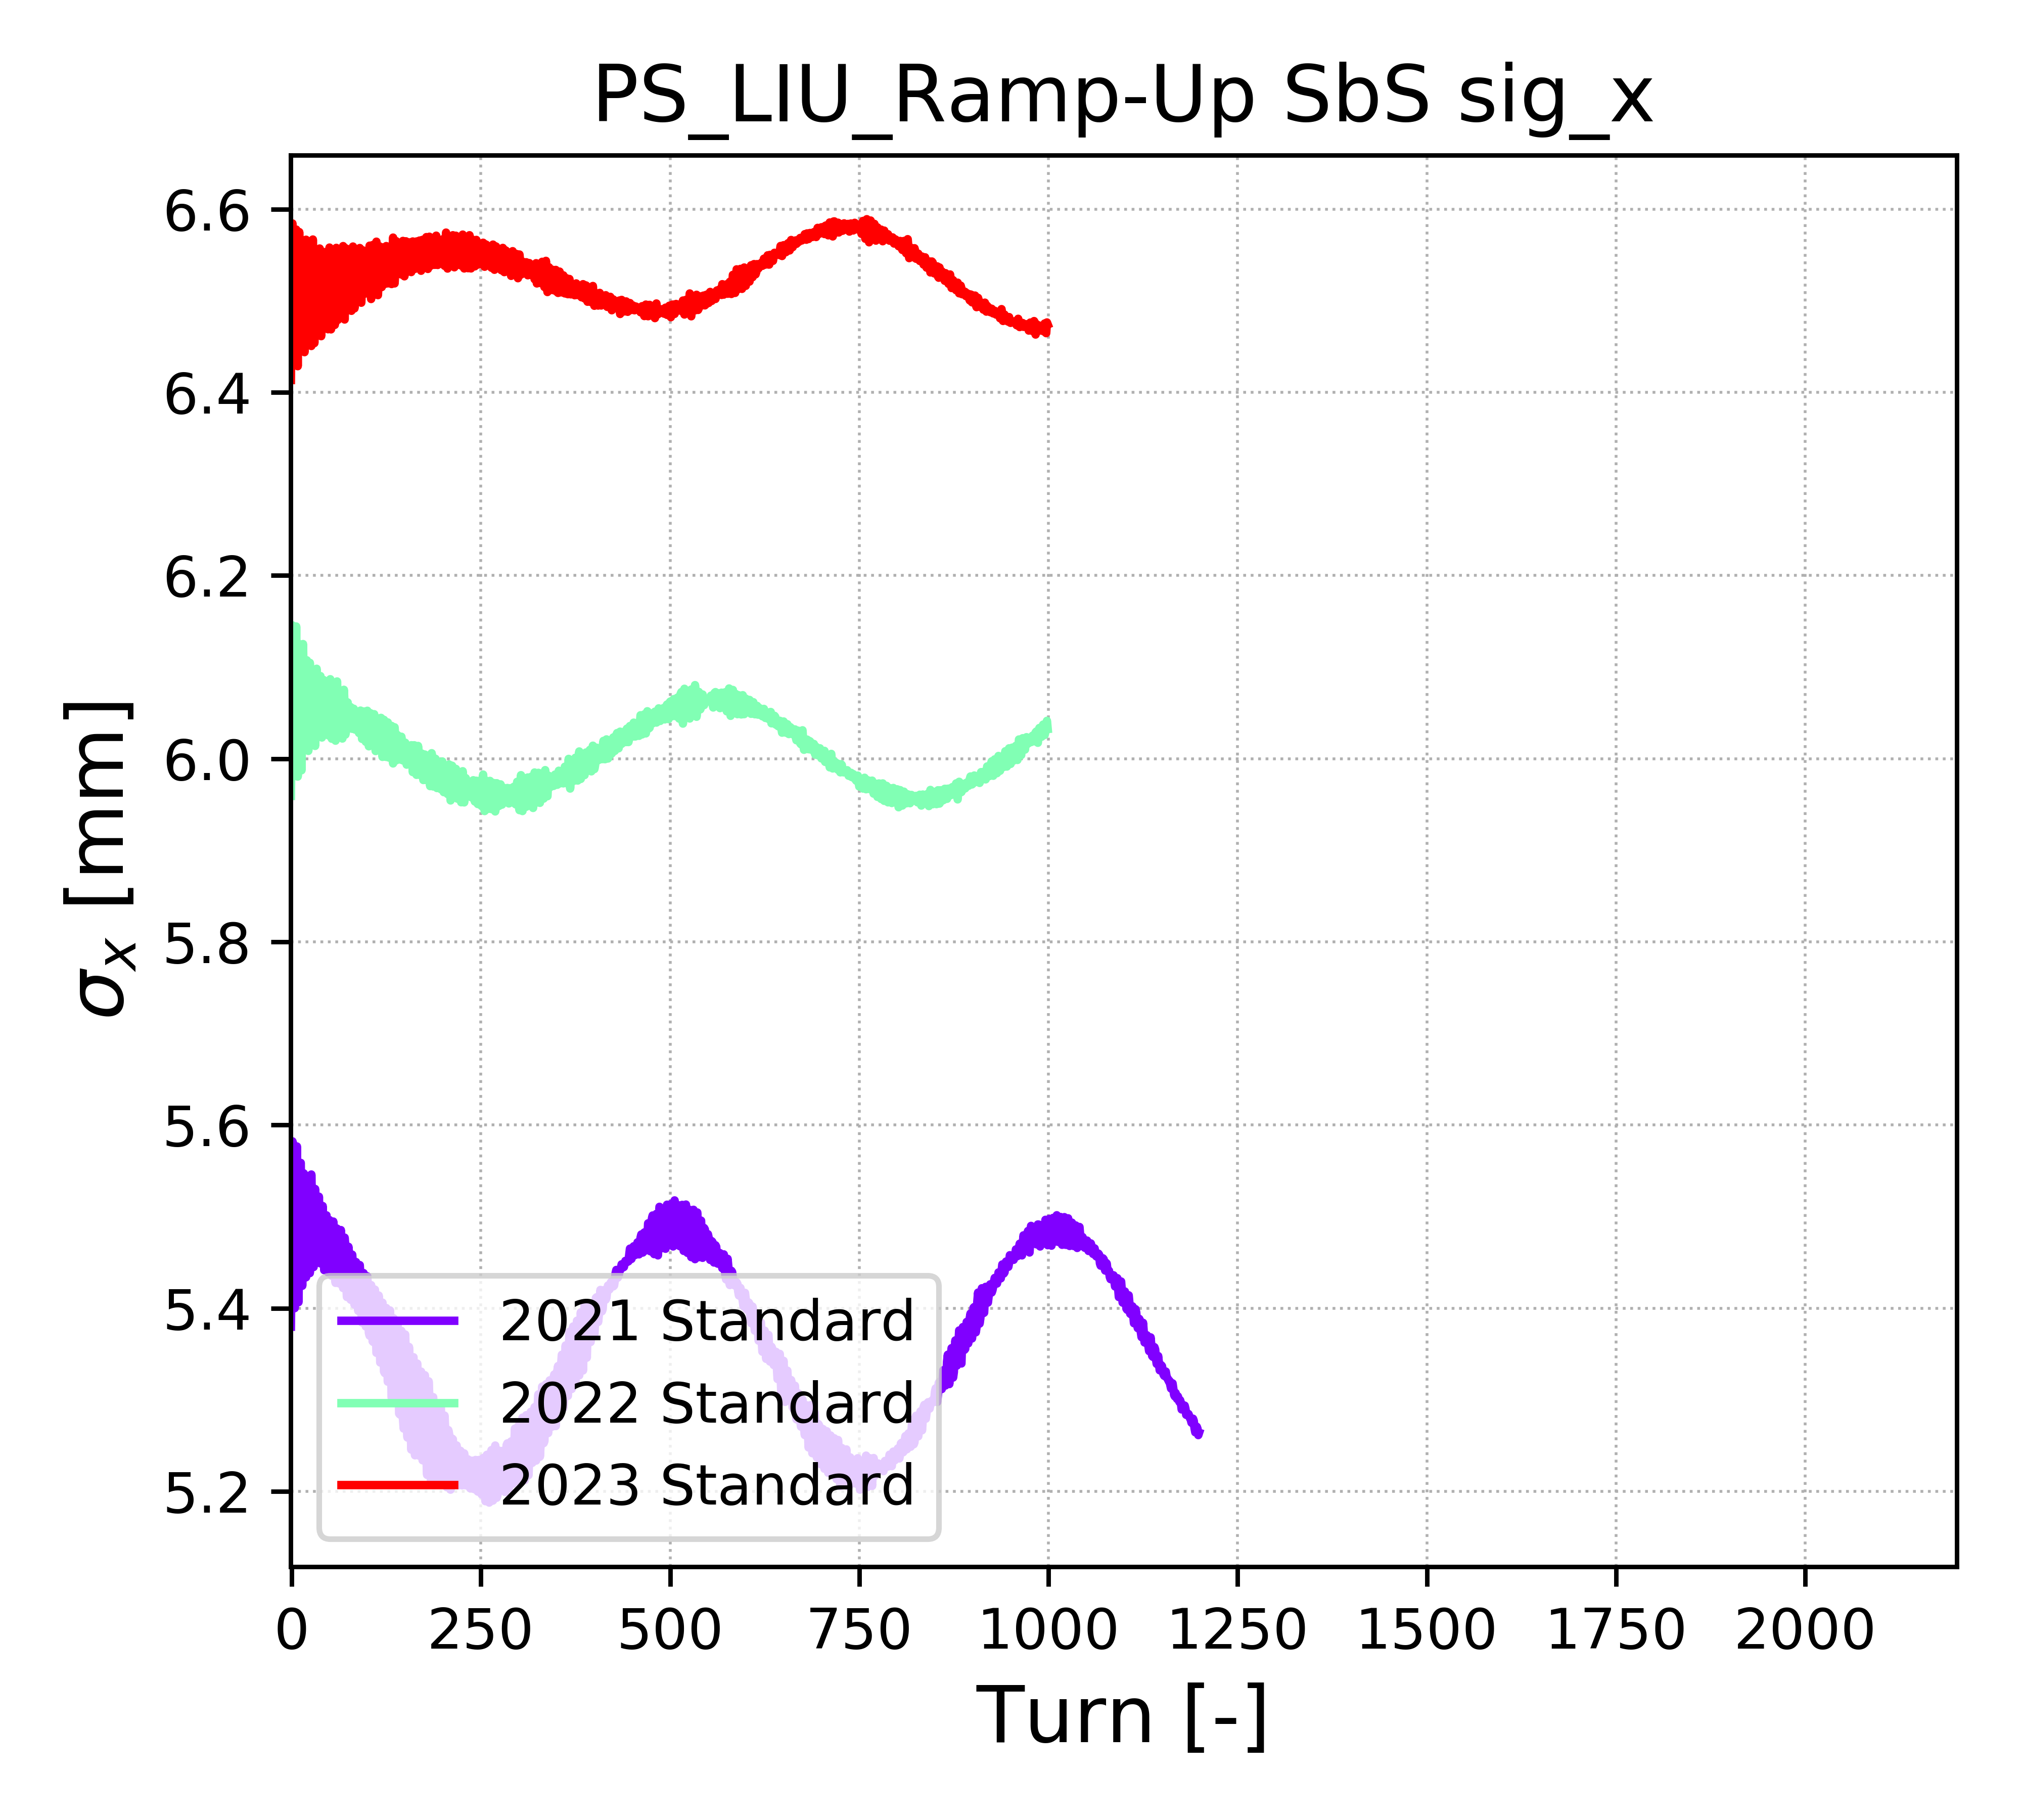 PS_LIU_Ramp-Up SbS sig_x
6.6
6.4
6.2
6.0
5.8
5.6
5.4
5.2
σx [mm]
2021 Standard
2022 Standard
2023 Standard
0 250 500 750 1000 1250 1500 1750 2000
Turn [-]